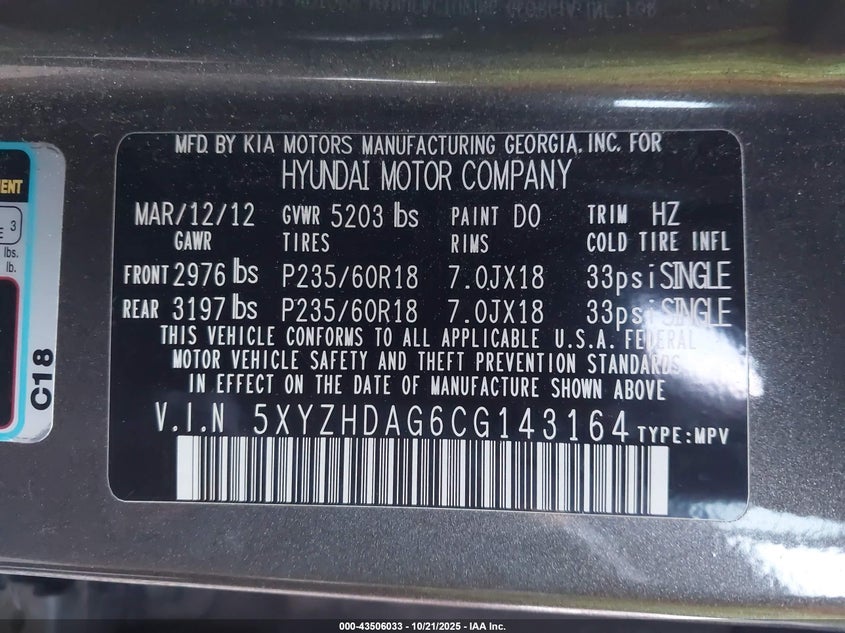 MFD. BY KIA MOTORS MANUFACTURING GEORGIA, INC. FOR
HYUNDAI MOTOR COMPANY
MAR/12/12 GVWR 5203 lbs PAINT DO TRIM HZ
GAWR TIRES RIMS COLD TIRE INFL
FRONT 2976 lbs P235/60R18 7.0JX18 33psi SINGLE
REAR 3197 lbs P235/60R18 7.0JX18 33psi SINGLE
THIS VEHICLE CONFORMS TO ALL APPLICABLE U.S.A. FEDERAL
MOTOR VEHICLE SAFETY AND THEFT PREVENTION STANDARDS
IN EFFECT ON THE DATE OF MANUFACTURE SHOWN ABOVE
V.I.N 5XYZHDAG6CG143164 TYPE:MPV
3
lbs.
lb.
C18
000-43506033 - 10/21/2025 - IAA Inc.